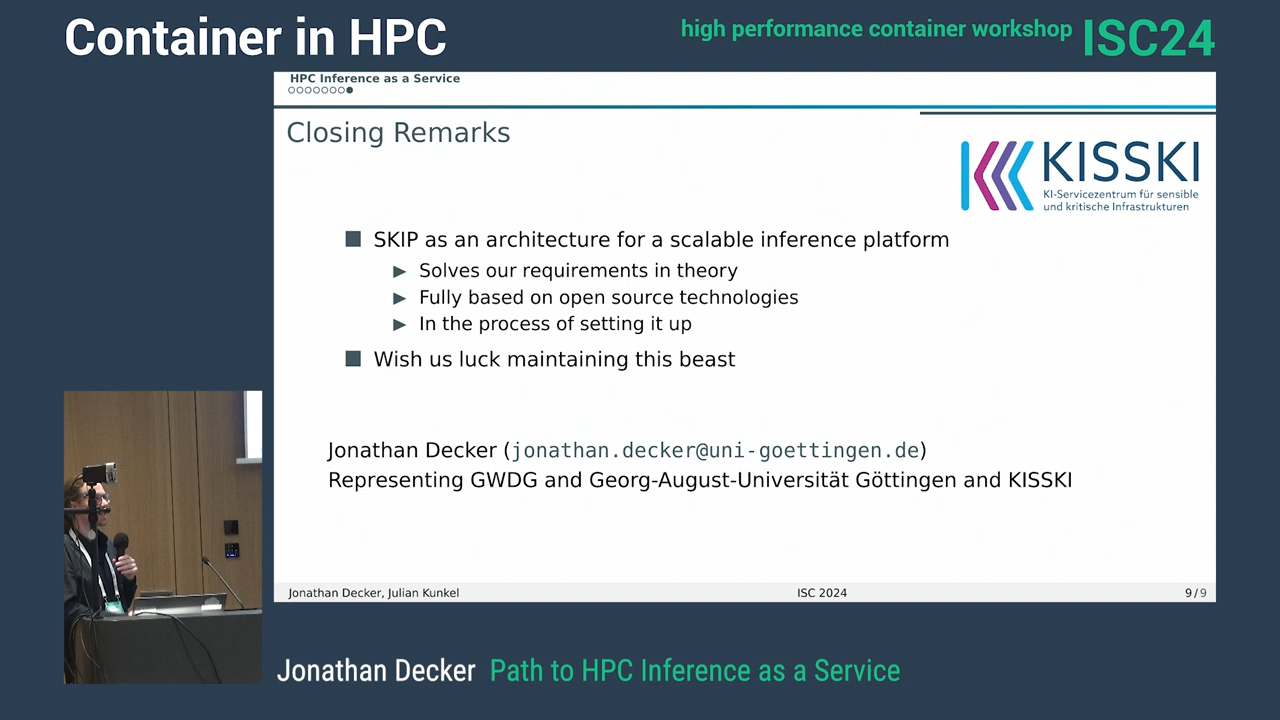 Container in HPC
high performance container workshop ISC24
HPC Inference as a Service
Closing Remarks
KISSKI
KI-Servicezentrum für sensible
und kritische Infrastrukturen
SKIP as an architecture for a scalable inference platform
Solves our requirements in theory
Fully based on open source technologies
In the process of setting it up
Wish us luck maintaining this beast
Jonathan Decker (jonathan.decker@uni-goettingen.de)
Representing GWDG and Georg-August-Universität Göttingen and KISSKI
Jonathan Decker, Julian Kunkel ISC 2024 9/9
Jonathan Decker Path to HPC Inference as a Service